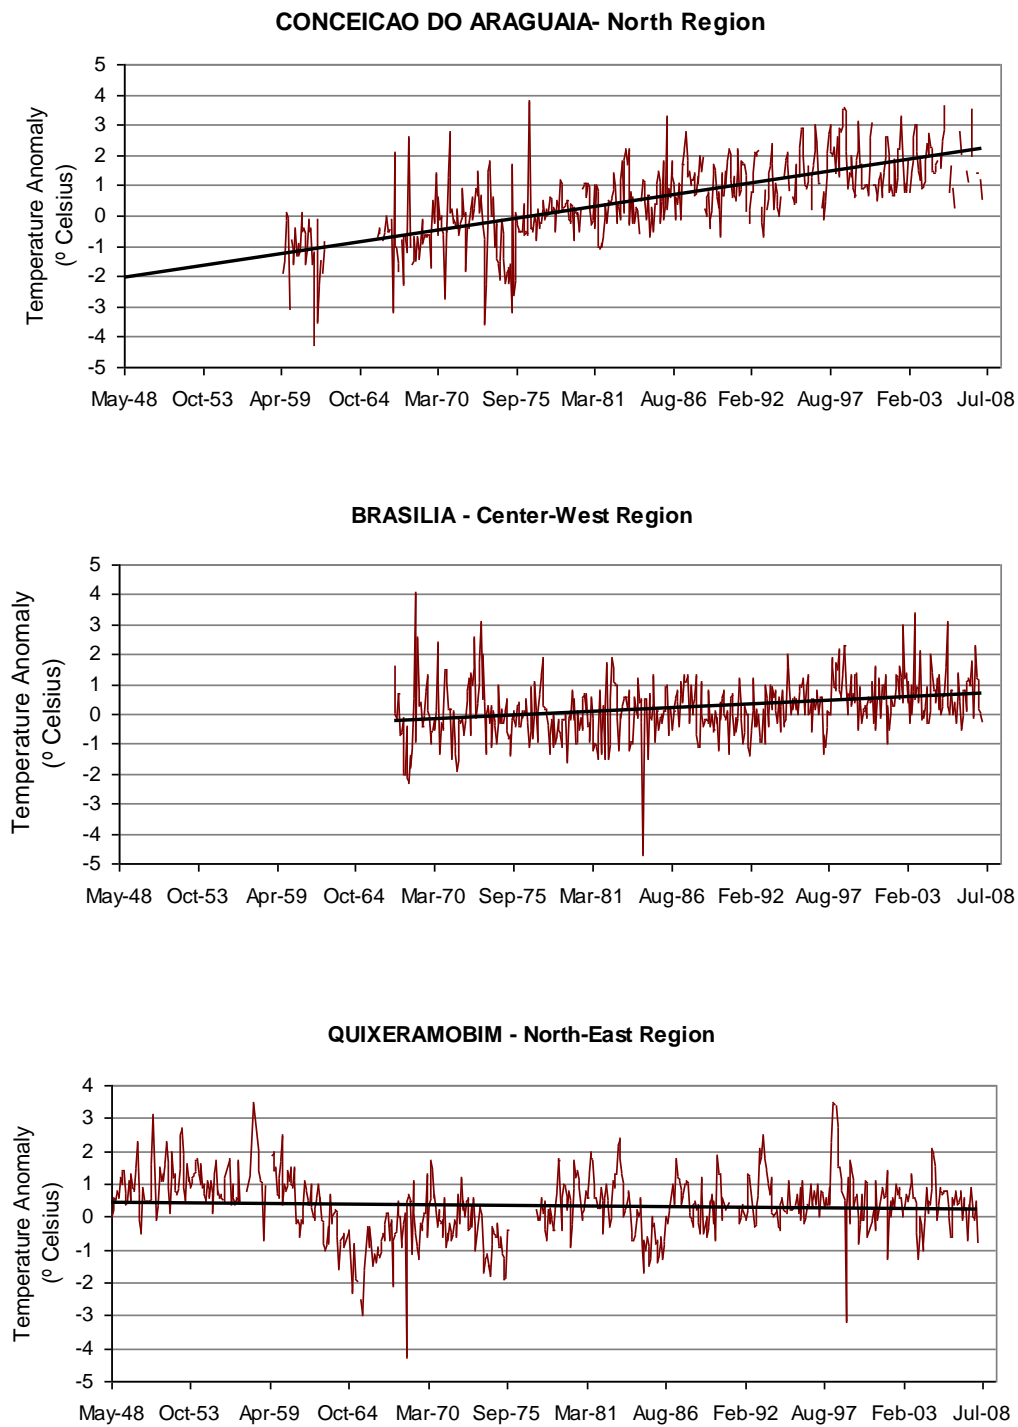 CONCEICAO DO ARAGUAIA- North Region
Temperature Anomaly
(º Celsius)
5
4
3
2
1
0
-1
-2
-3
-4
-5
May-48 Oct-53 Apr-59 Oct-64 Mar-70 Sep-75 Mar-81 Aug-86 Feb-92 Aug-97 Feb-03 Jul-08
BRASILIA - Center-West Region
Temperature Anomaly
(º Celsius)
5
4
3
2
1
0
-1
-2
-3
-4
-5
May-48 Oct-53 Apr-59 Oct-64 Mar-70 Sep-75 Mar-81 Aug-86 Feb-92 Aug-97 Feb-03 Jul-08
QUIXERAMOBIM - North-East Region
Temperature Anomaly
(º Celsius)
4
3
2
1
0
-1
-2
-3
-4
-5
May-48 Oct-53 Apr-59 Oct-64 Mar-70 Sep-75 Mar-81 Aug-86 Feb-92 Aug-97 Feb-03 Jul-08